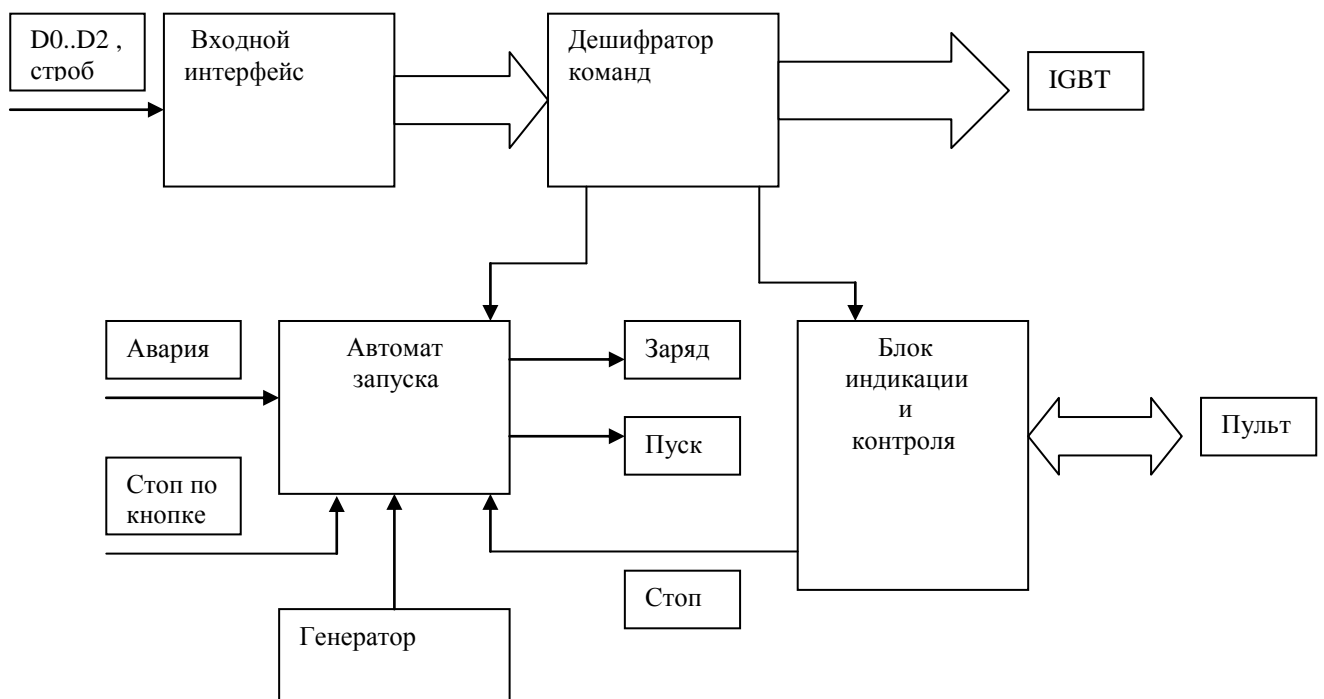 D0..D2 ,
строб
Входной
интерфейс
Дешифратор
команд
IGBT
Авария
Автомат
запуска
Заряд
Блок
индикации
и
контроля
Пуск
Пульт
Стоп по
кнопке
Стоп
Генератор